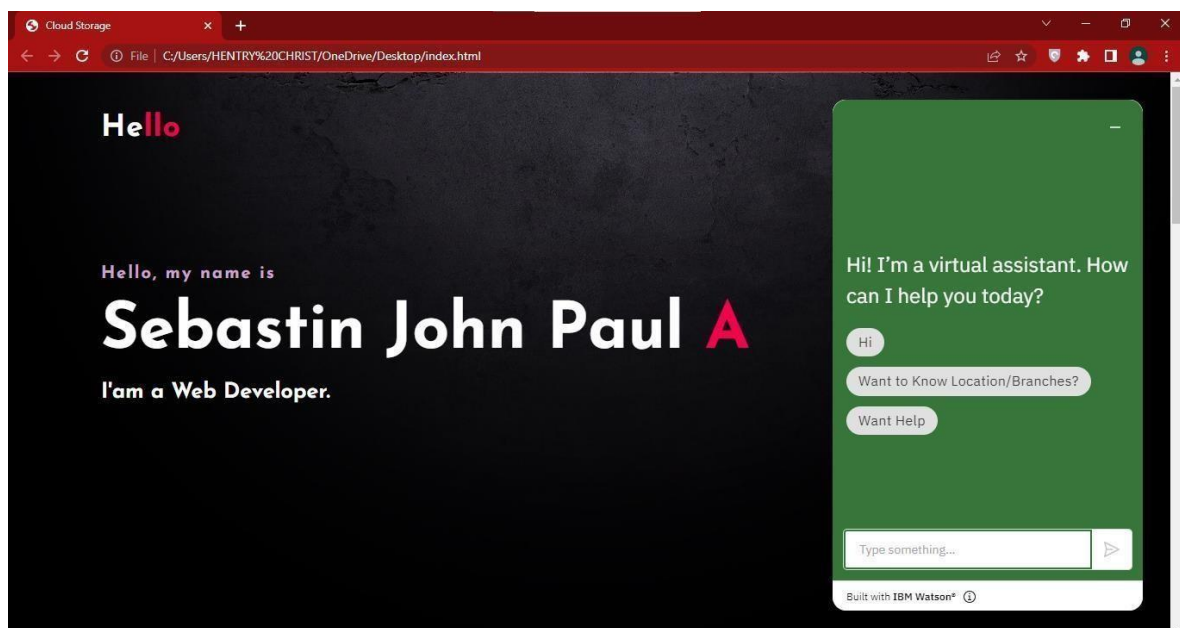 Cloud Storage
File | C:/Users/HENTRY%20CHRIST/OneDrive/Desktop/index.html
Hello
Hello, my name is
Sebastin John Paul A
I'am a Web Developer.
Hi! I’m a virtual assistant. How
can I help you today?
Hi
Want to Know Location/Branches?
Want Help
Type something...
Built with IBM Watson®